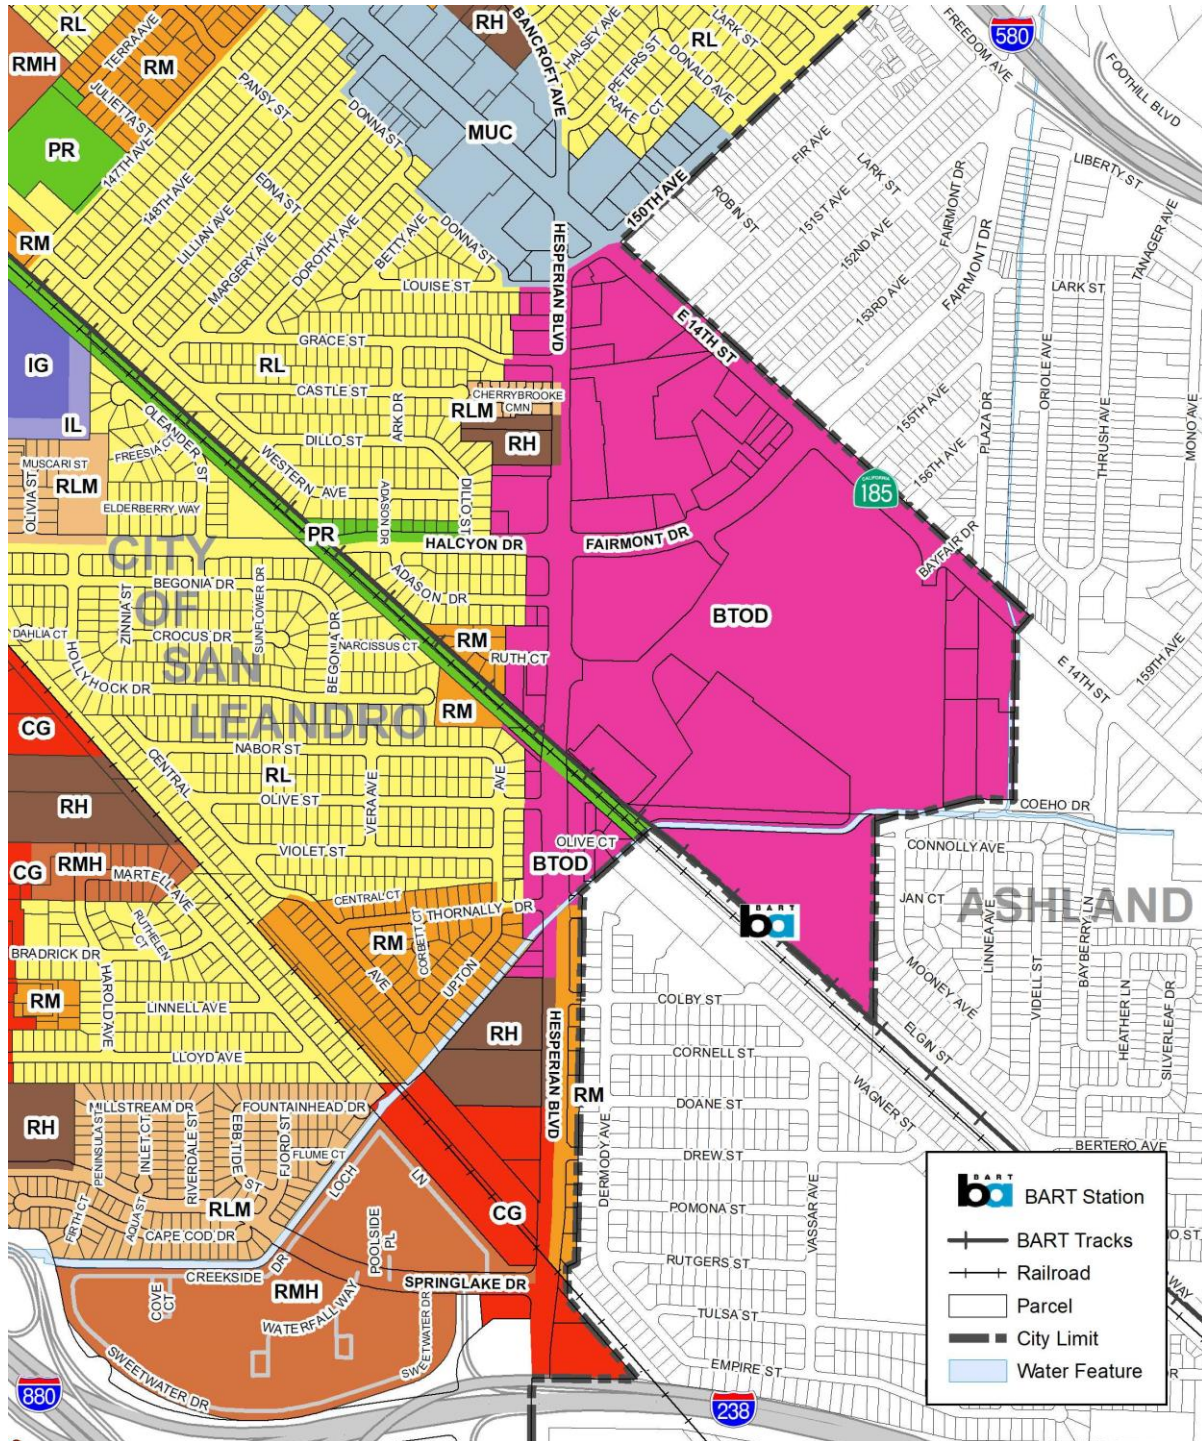 RL
TERRA AVE
RMH
RM
JULIETTA ST
PANSY ST
DONNA ST
RH
BANCROFT AVE
HALSEY AVE
PETERS ST
RAKE CT
LARK ST
RL
DONALD AVE
580
FREEDOM AVE
FOOTHILL BLVD
MUC
PR
147TH AVE
148TH AVE
EDNA ST
LILLIAN AVE
MARGERY AVE
DOROTHY AVE
BETTY AVE
DONNA ST
150TH AVE
ROBIN ST
FIR AVE
LARK ST
151ST AVE
152ND AVE
153RD AVE
FAIRMONT DR
FAIRMONT DR
LIBERTY ST
TANAGER AVE
LARK ST
RM
LOUISE ST
HESPERIAN BLVD
E 14TH ST
GRACE ST
RL
CASTLE ST
IG
IL
ARK DR
RLM
CHERRYBROOKE
CMN
RH
ORIOLE AVE
PLAZA DR
THRUSH AVE
MONO AVE
155TH AVE
156TH AVE
OLEANDER ST
FREESIA C
DILLO ST
WESTERN AVE
ADASON DR
DILLO ST
MUSCARI ST
OLIVIA ST
RLM
ELDERBERRY WAY
PR
HALCYON DR
FAIRMONT DR
CALIFORNIA
185
BAYFAIR DR
CITY
OF
SAN
LEANDRO
BEGONIA DR
ADASON DR
ZINNIA ST
SUNFLOWER DR
DAHLIA CT
CROCUS DR
BEGONIA DR
NARCISSUS CT
HOLLYHOCK DR
RM
RUTH CT
RM
BTOD
E 14TH ST
159TH AVE
CG
NABOR ST
CENTRAL
RL
OLIVE ST
VERA AVE
AVE
RH
VIOLET ST
OLIVE CT
COEHO DR
CONNOLLY AVE
CG
RMH
MARTELL AVE
BTOD
CENTRAL CT
THORNALLY DR
RUTHELEN CT
RM
CORBETT CT
BART
ba
JAN CT
ASHLAND
LINNEA AVE
BAYBERRY LN
BRADRICK DR
AVE
UPTON
MOONEY AVE
VIDELL ST
HEATHER LN
SILVERLEAF DR
RM
HAROLD AVE
LINNELL AVE
COLBY ST
RH
HESPERIAN BLVD
ELGIN ST
LLOYD AVE
CORNELL ST
WAGNER ST
RM
RH
MILLSTREAM DR
FOUNTAINHEAD DR
DOANE ST
PENINSULA ST
INLET CT
RIVERDALE ST
EBB TIDE ST
FJORD ST
FLUME CT
LOCH
LN
DERMODY AVE
DREW ST
BERTERO AVE
FIRTH CT
AQUA ST
RLM
CG
POMONA ST
VASSAR AVE
CAPE COD DR
POOLSIDE PL
RUTGERS ST
CREEKSIDE DR
RMH
SPRINGLAKE DR
COVE CT
WATERFALL WAY
SWEETWATER DR
TULSA ST
SWEETWATER DR
EMPIRE ST
880
238
BART
ba BART Station
BART Tracks
Railroad
Parcel
City Limit
Water Feature
WAY